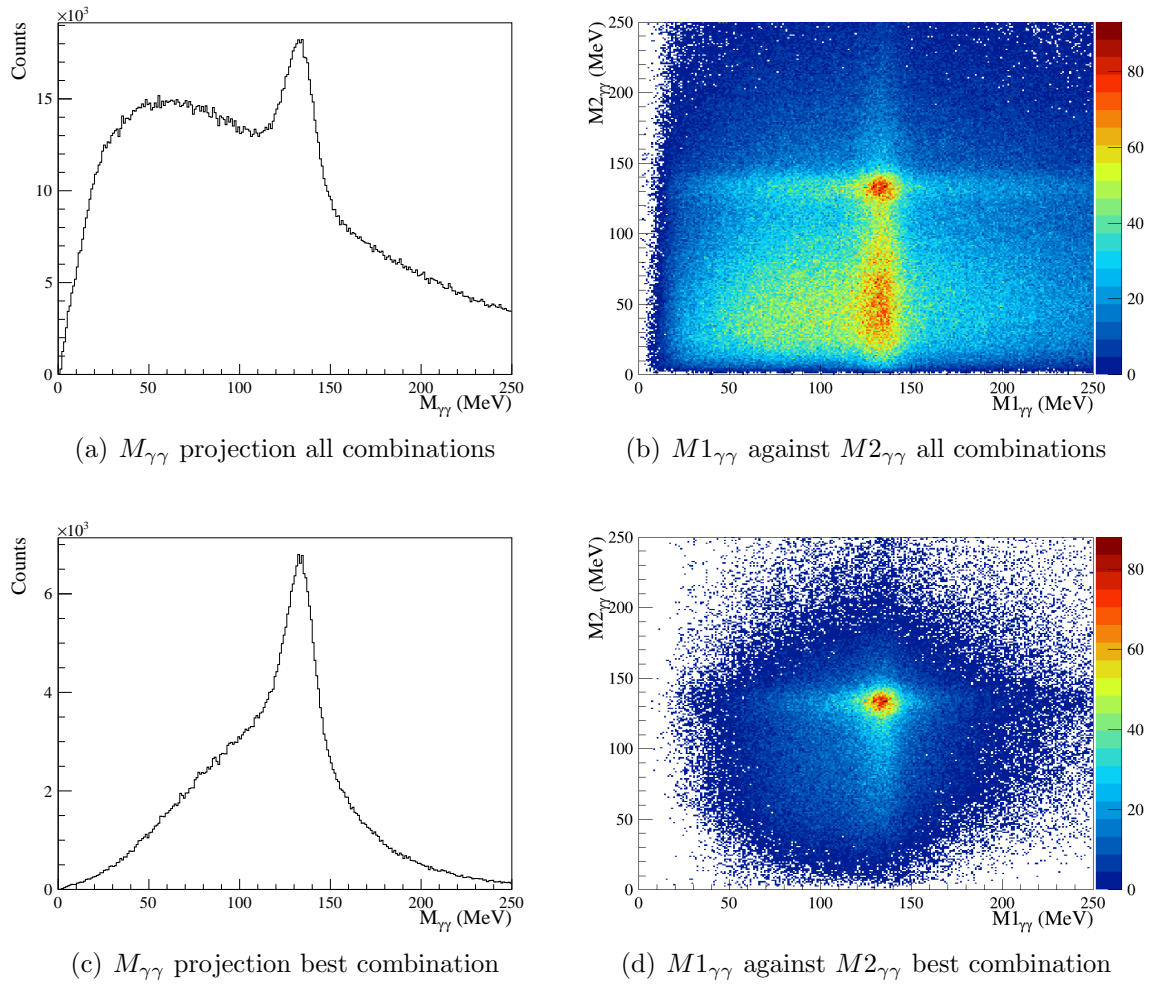 ×10³
Counts
15
10
5
0
0 50 100 150 200 250
M_γγ (MeV)
(a) M_γγ projection all combinations
M2_γγ (MeV)
250
200
150
100
50
0
0 50 100 150 200 250
M1_γγ (MeV)
80
60
40
20
0
(b) M1_γγ against M2_γγ all combinations
×10³
Counts
6
4
2
0
0 50 100 150 200 250
M_γγ (MeV)
(c) M_γγ projection best combination
M2_γγ (MeV)
250
200
150
100
50
0
0 50 100 150 200 250
M1_γγ (MeV)
80
60
40
20
0
(d) M1_γγ against M2_γγ best combination